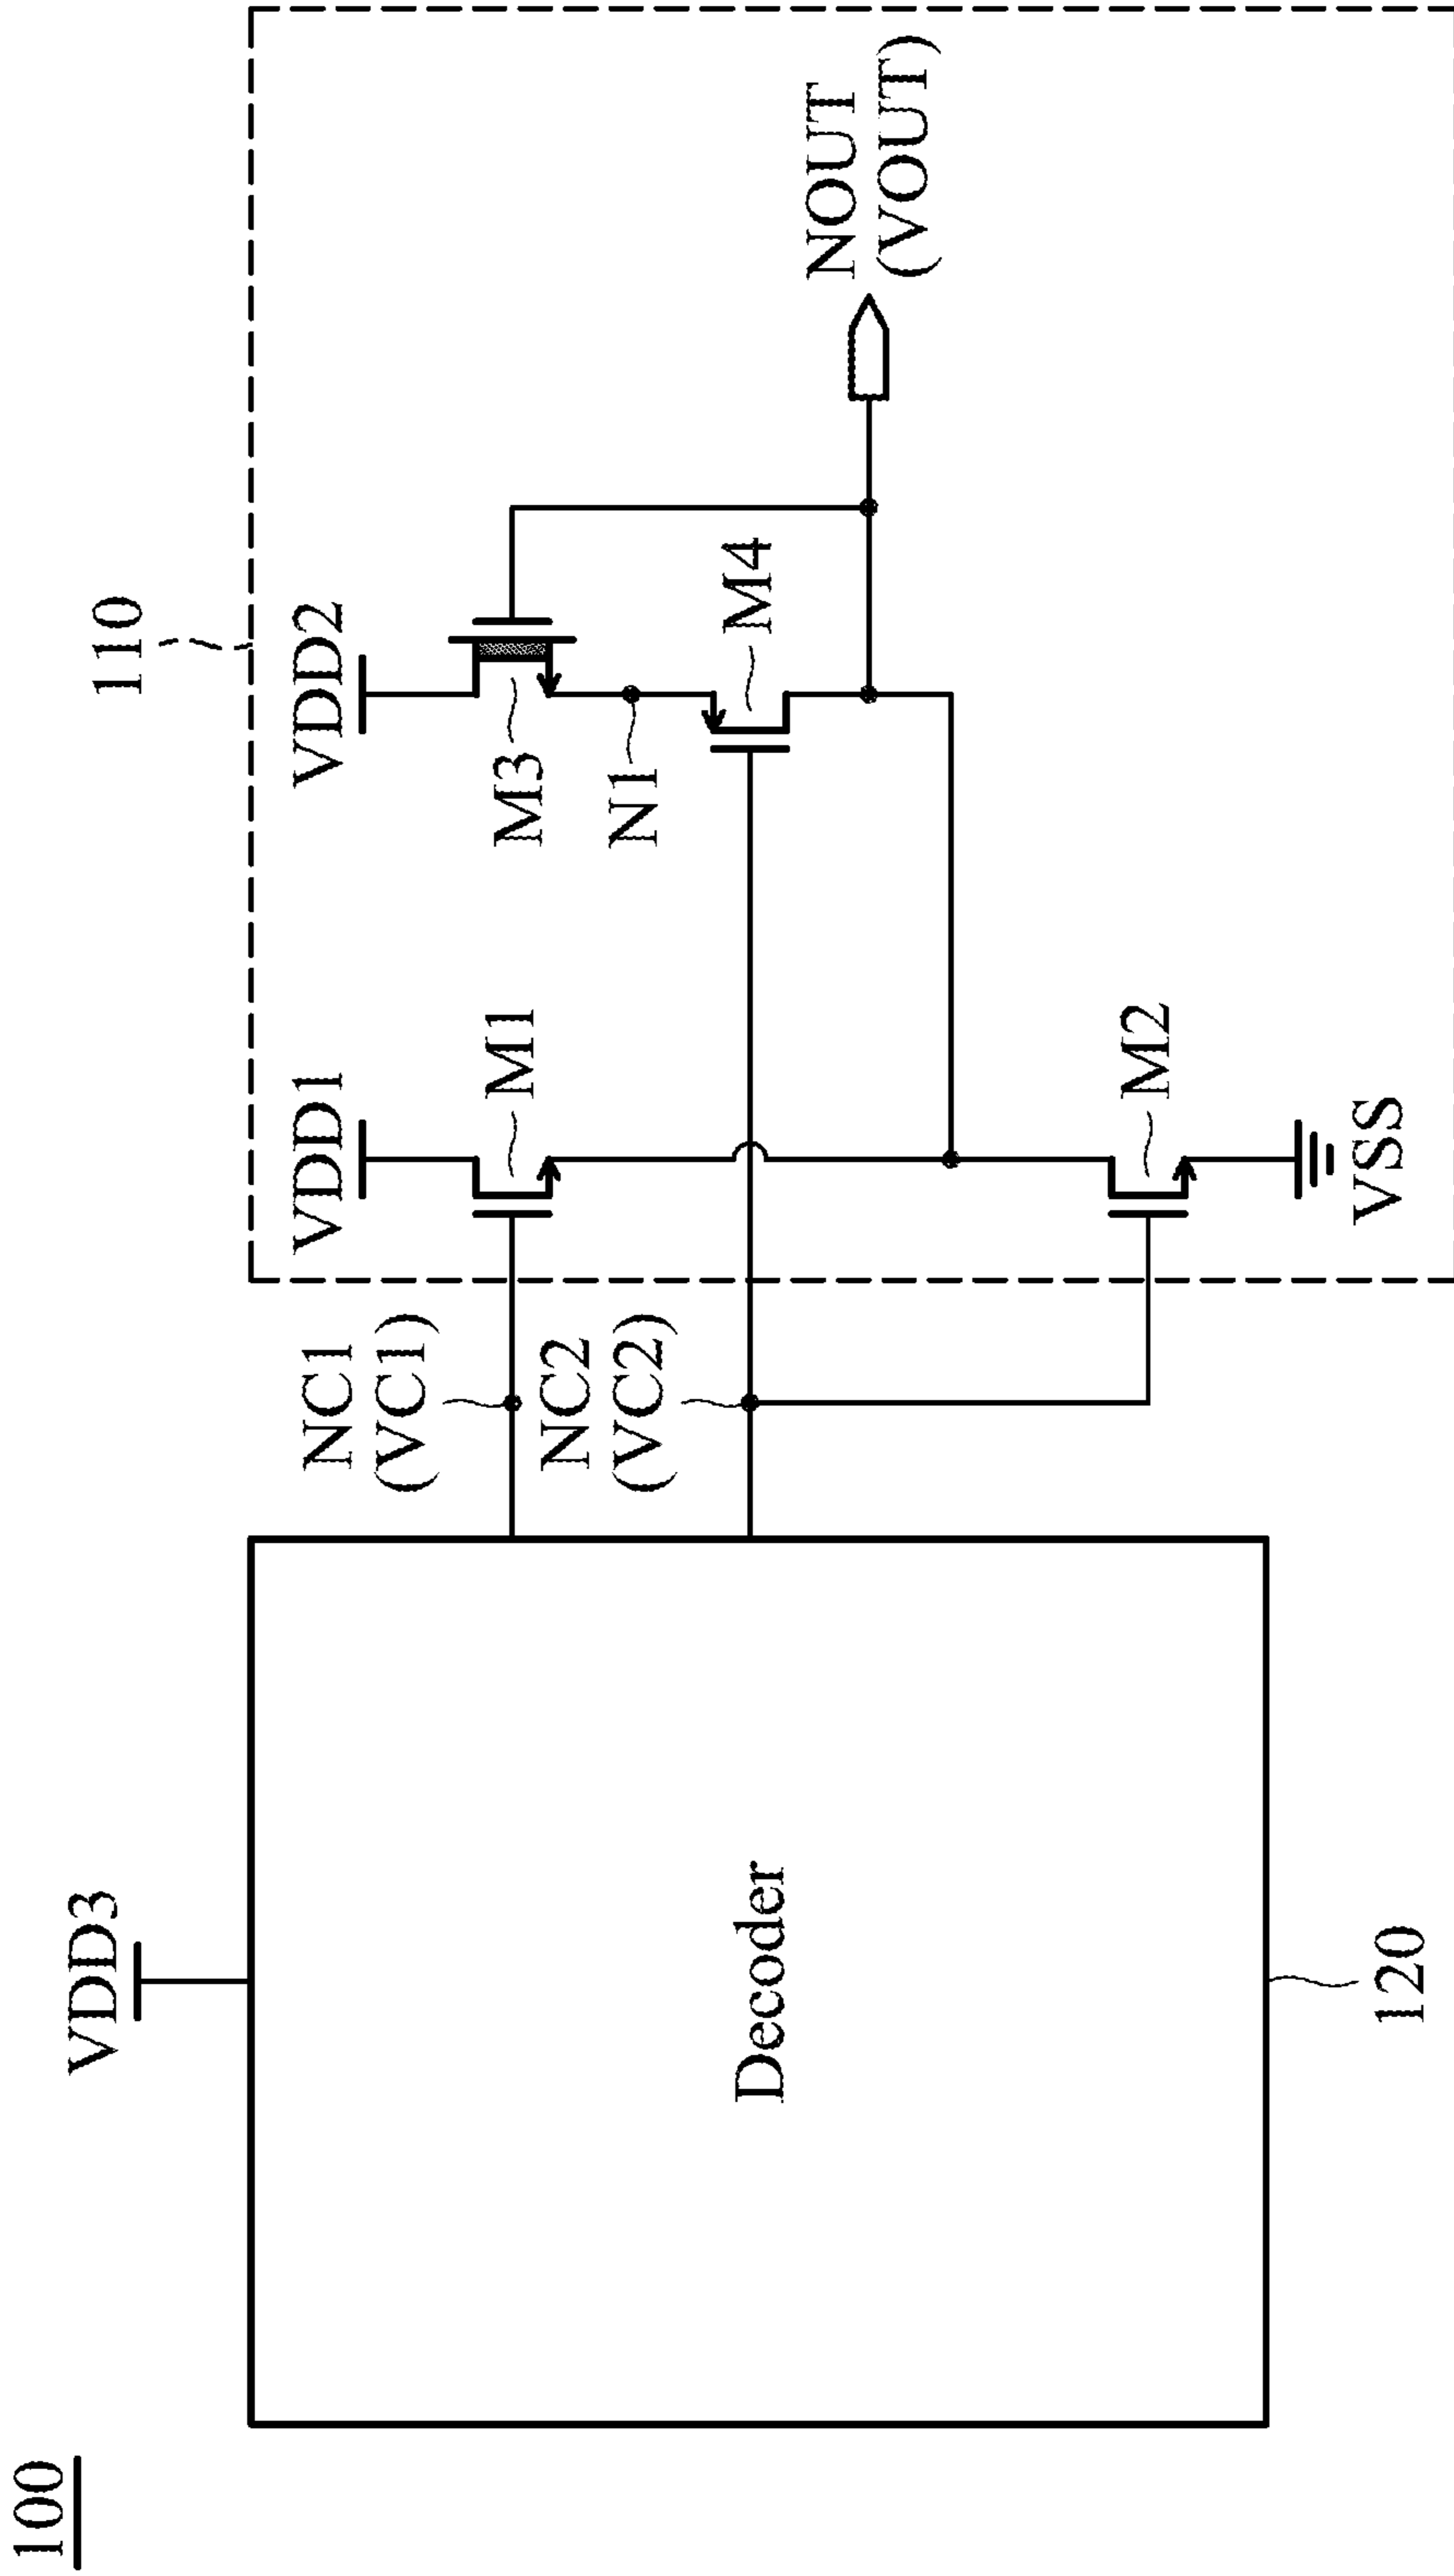 100
VDD3
Decoder
120
NC1
(VC1)
NC2
(VC2)
110
VDD1
M1
M2
VSS
VDD2
M3
N1
M4
NOUT
(VOUT)